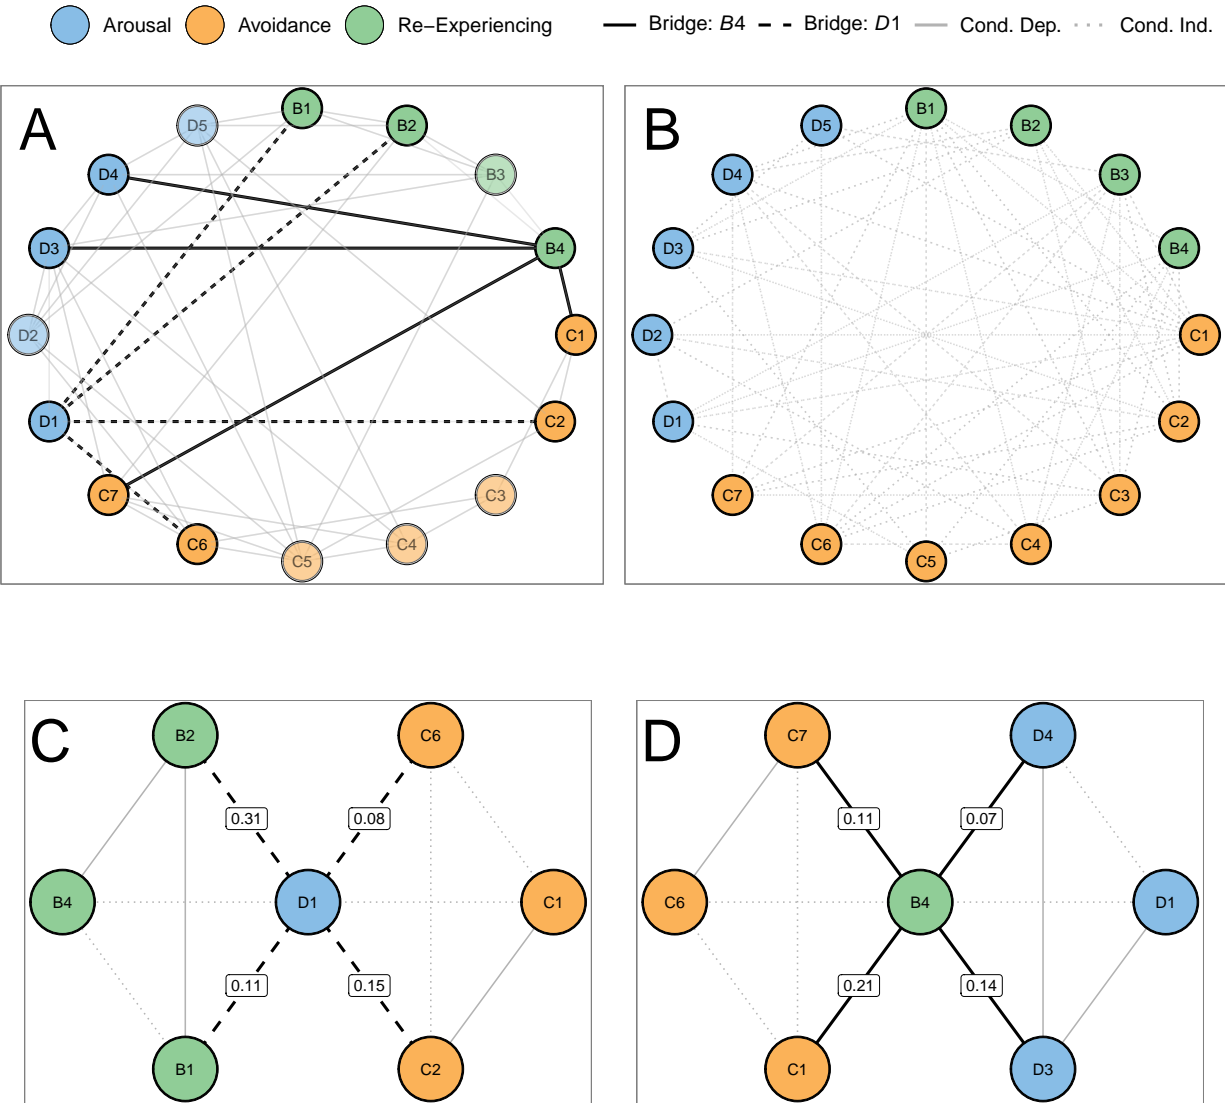 Arousal Avoidance Re−Experiencing Bridge: B4 Bridge: D1 Cond. Dep. Cond. Ind.
A
B1
D5 B2
D4 B3
D3 B4
D2 C1
D1 C2
C7 C3
C6 C4
C5
B
B1
D5 B2
D4 B3
D3 B4
D2 C1
D1 C2
C7 C3
C6 C4
C5
C
B2 C6
0.31 0.08
B4 D1 C1
0.11 0.15
B1 C2
D
C7 D4
0.11 0.07
C6 B4 D1
0.21 0.14
C1 D3